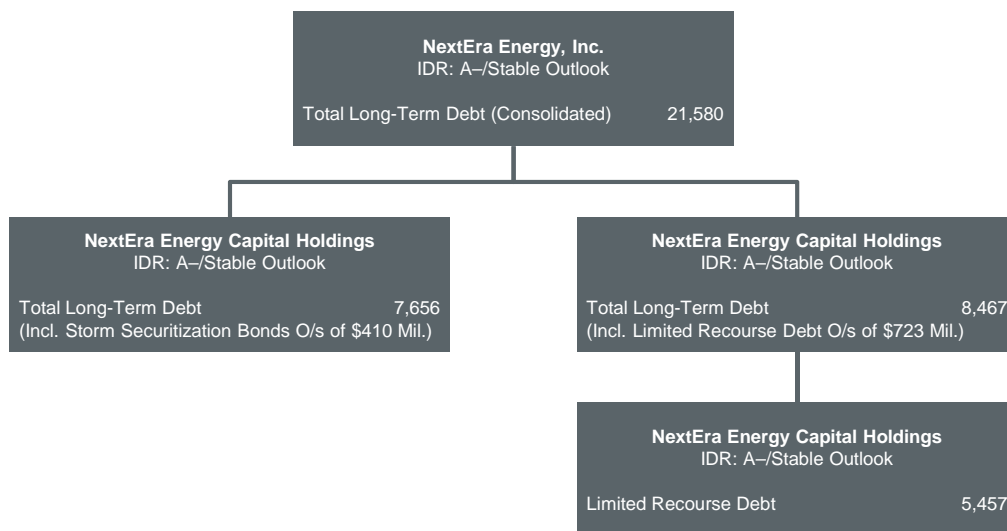 NextEra Energy, Inc.
IDR: A–/Stable Outlook
Total Long-Term Debt (Consolidated) 21,580
NextEra Energy Capital Holdings
IDR: A–/Stable Outlook
Total Long-Term Debt 7,656
(Incl. Storm Securitization Bonds O/s of $410 Mil.)
NextEra Energy Capital Holdings
IDR: A–/Stable Outlook
Total Long-Term Debt 8,467
(Incl. Limited Recourse Debt O/s of $723 Mil.)
NextEra Energy Capital Holdings
IDR: A–/Stable Outlook
Limited Recourse Debt 5,457